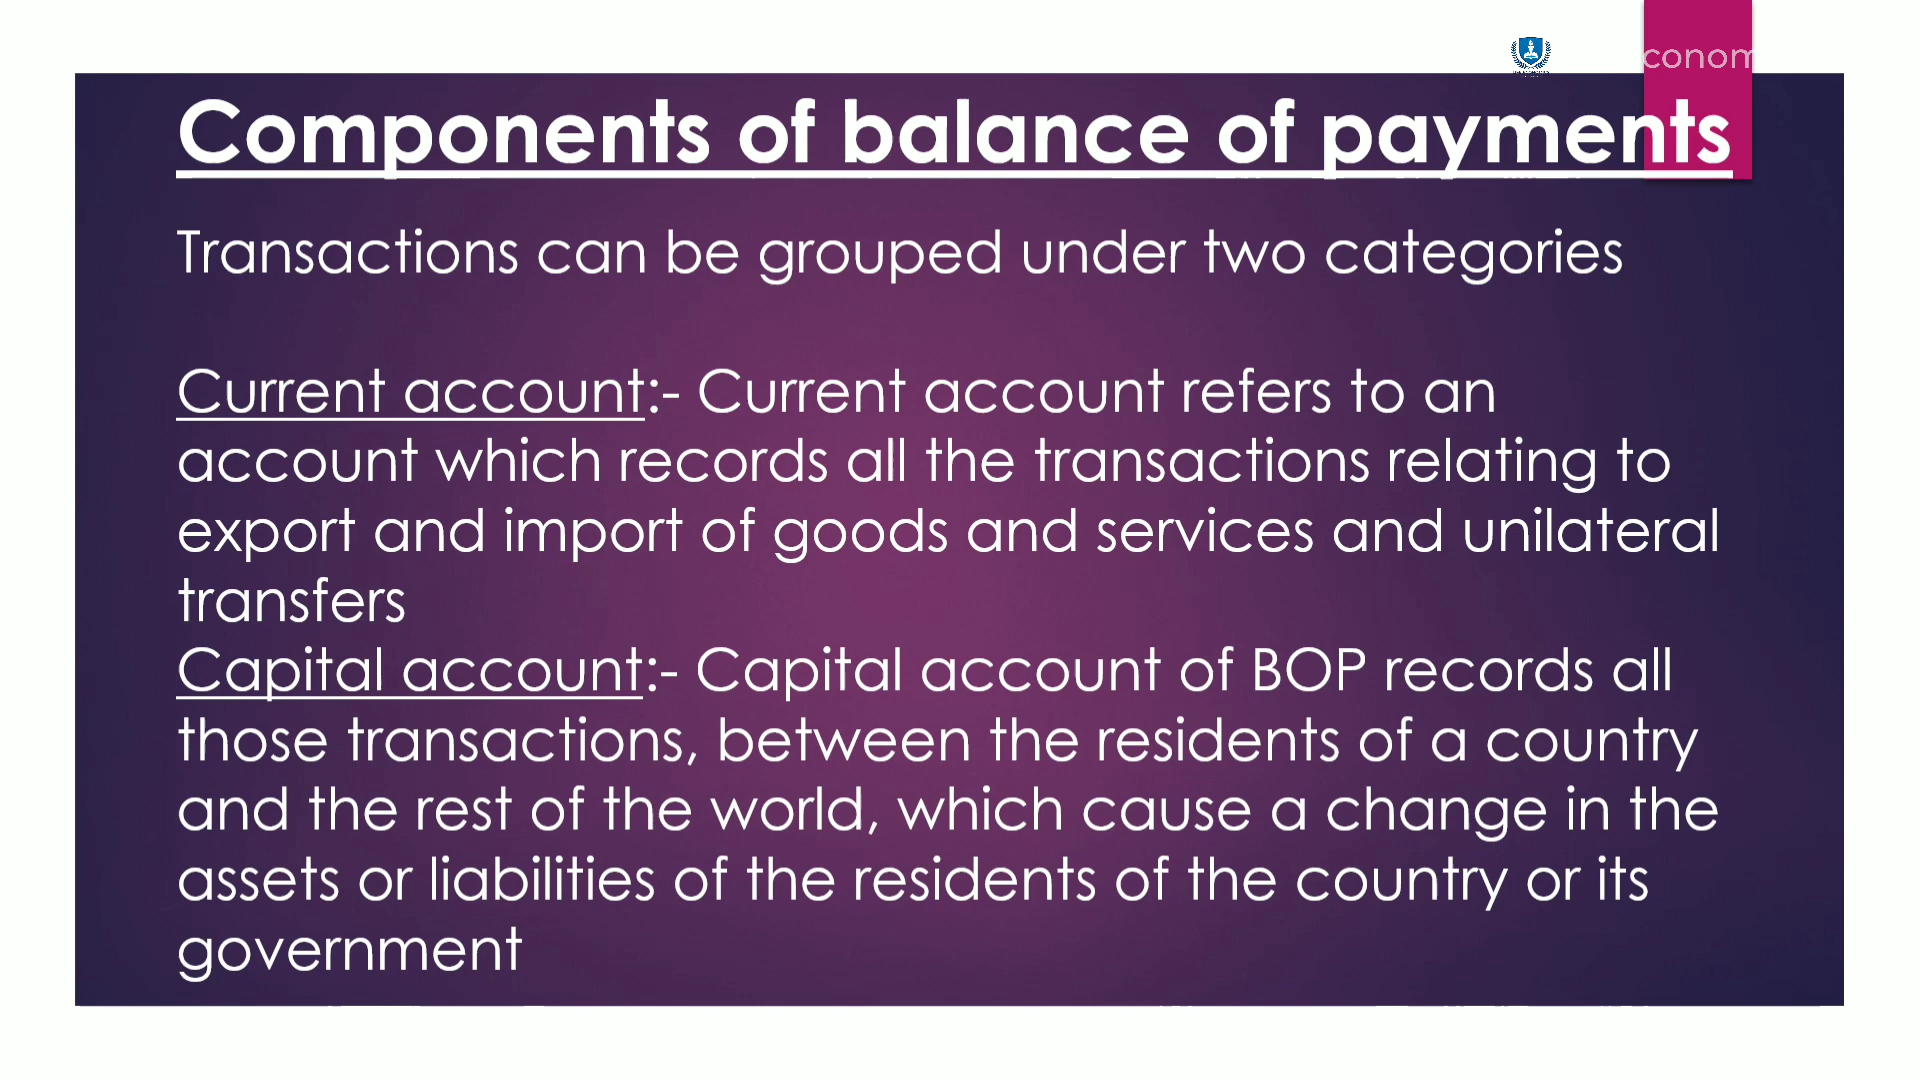 conom
Components of balance of payments
Transactions can be grouped under two categories
Current account:- Current account refers to an
account which records all the transactions relating to
export and import of goods and services and unilateral
transfers
Capital account:- Capital account of BOP records all
those transactions, between the residents of a country
and the rest of the world, which cause a change in the
assets or liabilities of the residents of the country or its
government